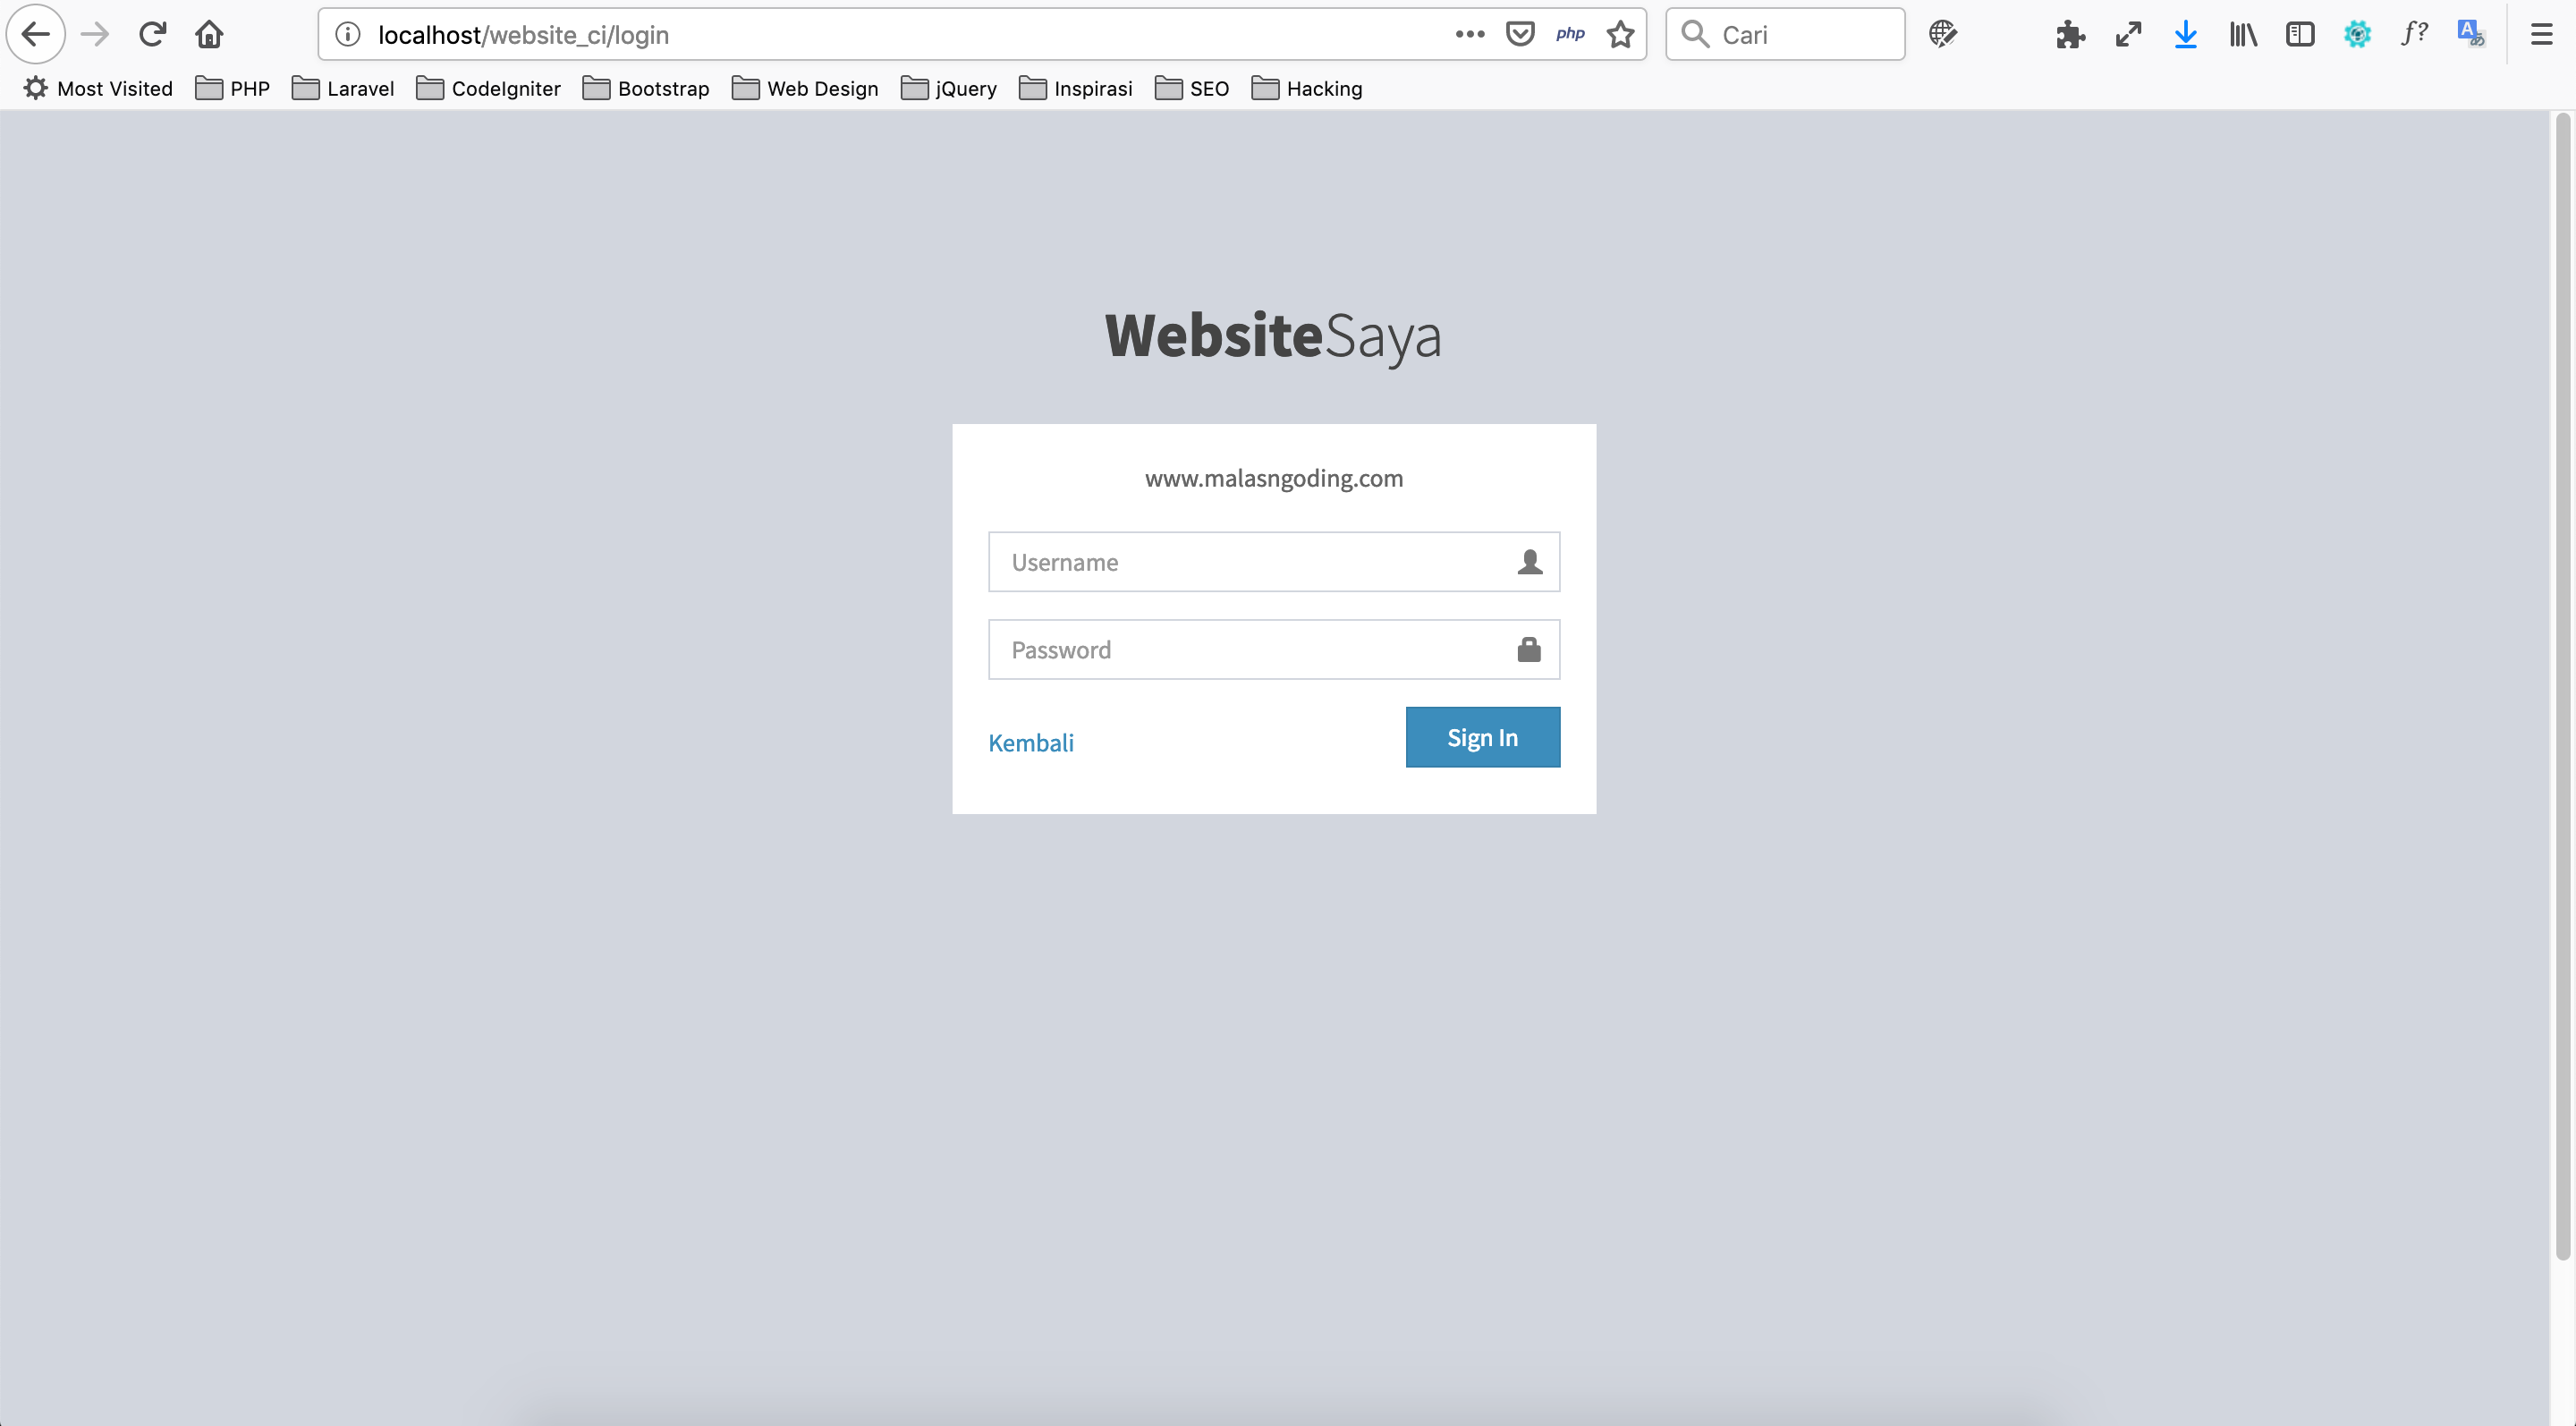 localhost/website_ci/login
php
Cari
f?
Most Visited PHP Laravel CodeIgniter Bootstrap Web Design jQuery Inspirasi SEO Hacking
WebsiteSaya
www.malasngoding.com
Username
Password
Kembali
Sign In